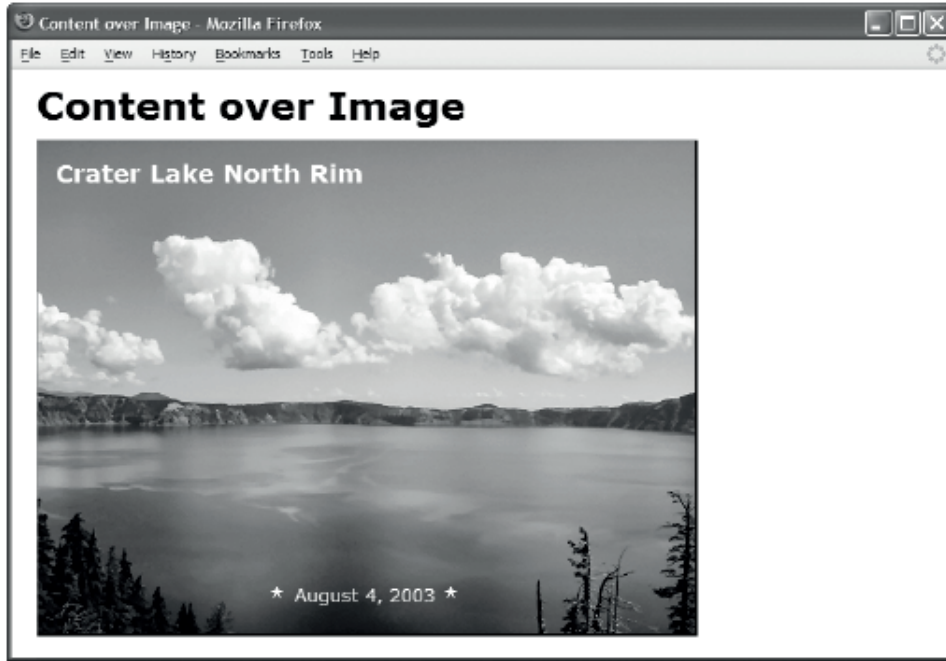 Content over Image - Mozilla Firefox
File Edit View History Bookmarks Tools Help
Content over Image
Crater Lake North Rim
* August 4, 2003 *